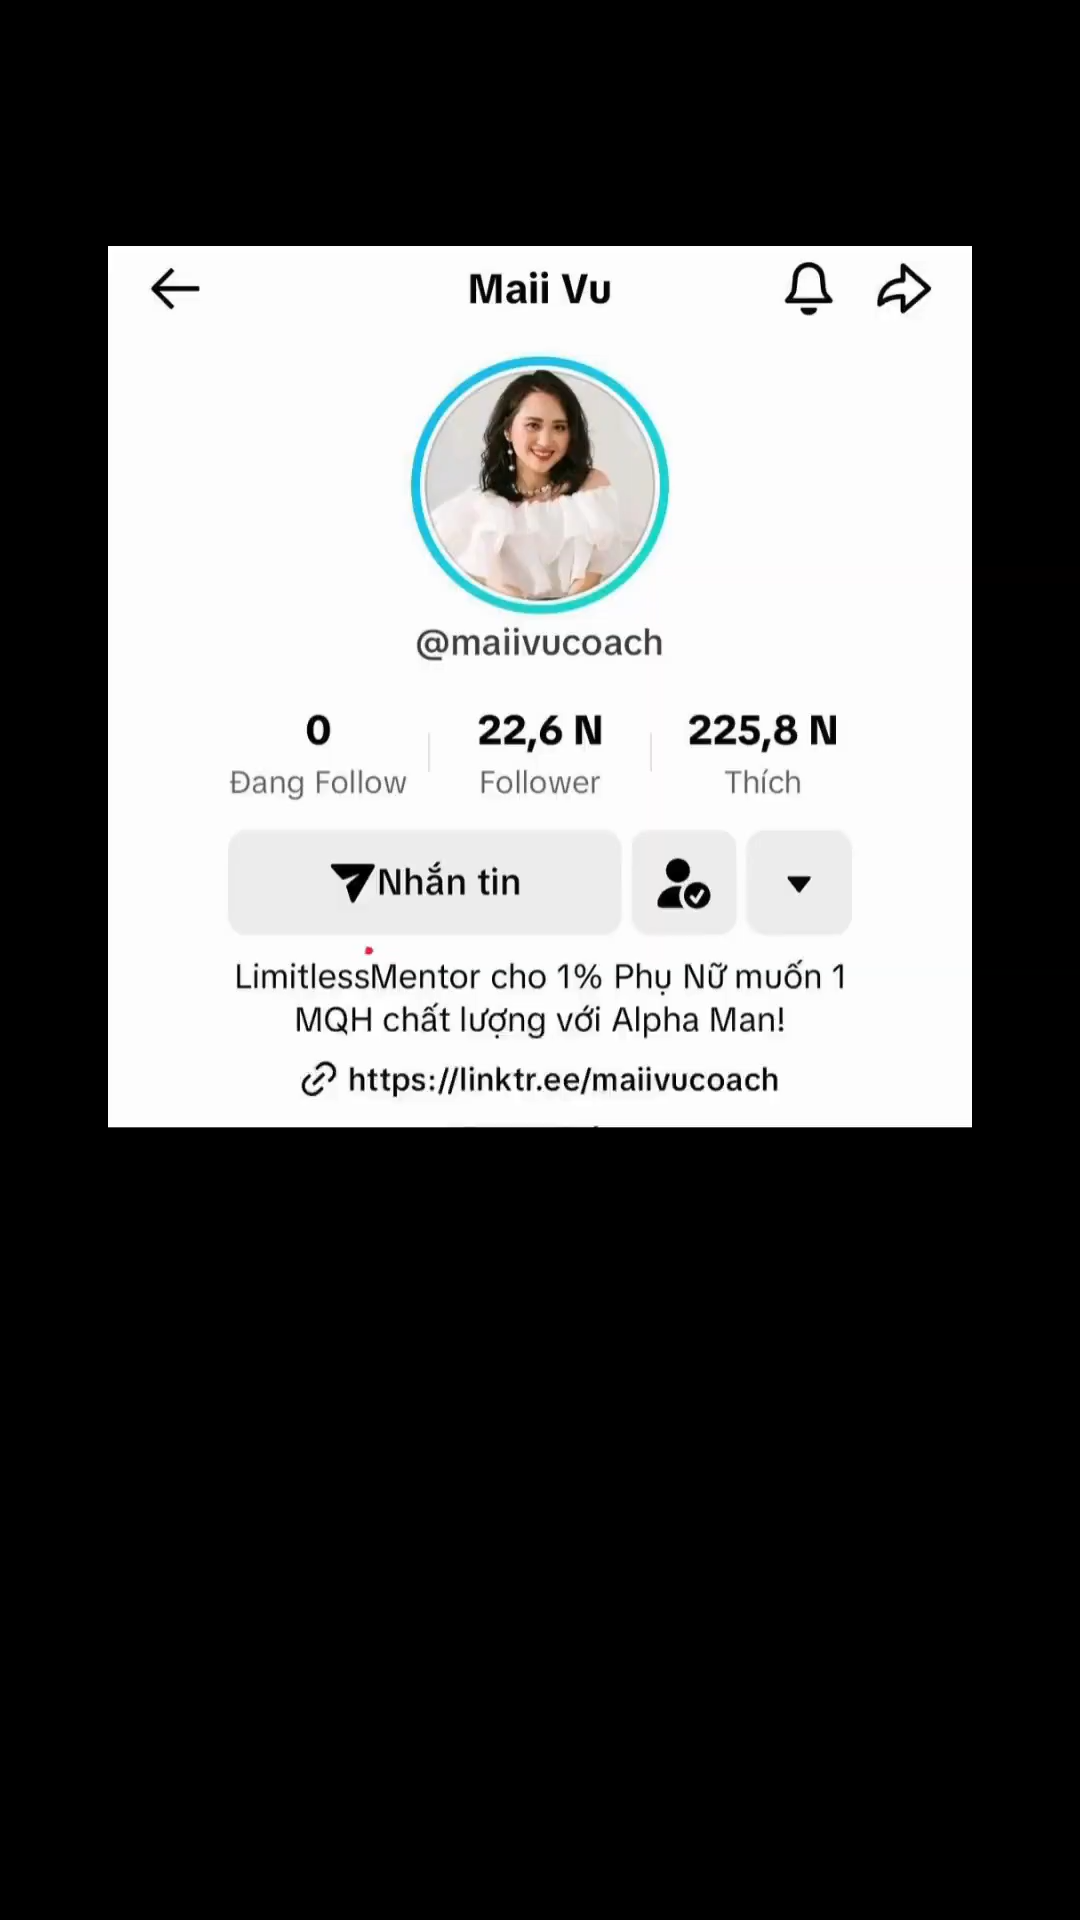 Maii Vu
@maiivucoach
0 22,6 N 225,8 N
Đang Follow Follower Thích
Nhắn tin
LimitlessMentor cho 1% Phụ Nữ muốn 1
MQH chất lượng với Alpha Man!
https://linktr.ee/maiivucoach